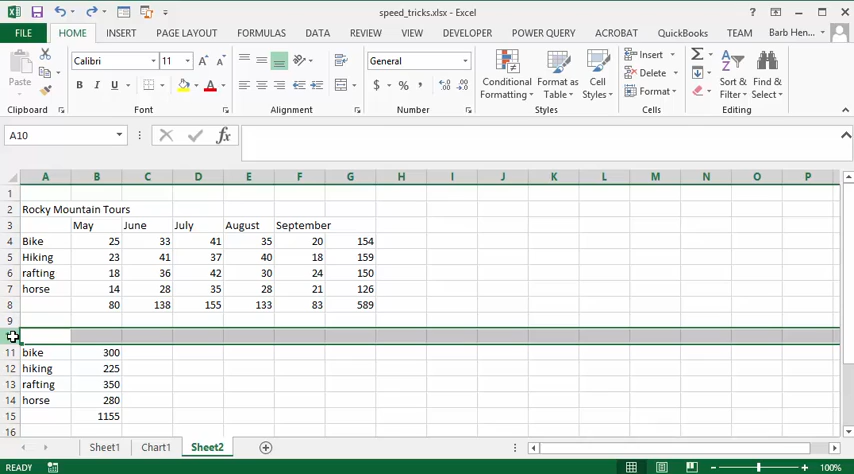 speed_tricks.xlsx - Excel
FILE HOME INSERT PAGE LAYOUT FORMULAS DATA REVIEW VIEW DEVELOPER POWER QUERY ACROBAT QuickBooks TEAM Barb Hen...
Paste
Clipboard
Calibri 11
B I U
Font
Alignment
General
$ % ,
Number
Conditional Formatting
Format as Table
Cell Styles
Styles
Insert
Delete
Format
Cells
Sort & Filter
Find & Select
Editing
A10 fx
A B C D E F G H I J K L M N O P
1
2 Rocky Mountain Tours
3 May June July August September
4 Bike 25 33 41 35 20 154
5 Hiking 23 41 37 40 18 159
6 rafting 18 36 42 30 24 150
7 horse 14 28 35 28 21 126
8 80 138 155 133 83 589
9
11 bike 300
12 hiking 225
13 rafting 350
14 horse 280
15 1155
16
Sheet1 Chart1 Sheet2
READY 100%